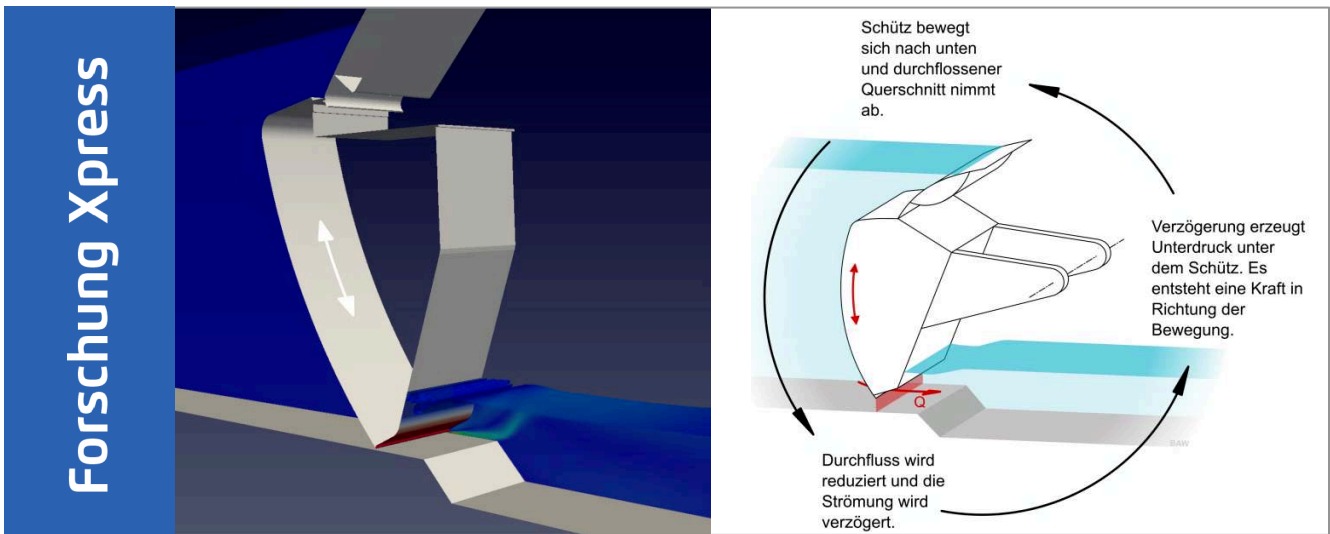 Forschung Xpress
Schütz bewegt
sich nach unten
und durchflossener
Querschnitt nimmt
ab.
Verzögerung erzeugt
Unterdruck unter
dem Schütz. Es
entsteht eine Kraft in
Richtung der
Bewegung.
Q
BAW
Durchfluss wird
reduziert und die
Strömung wird
verzögert.